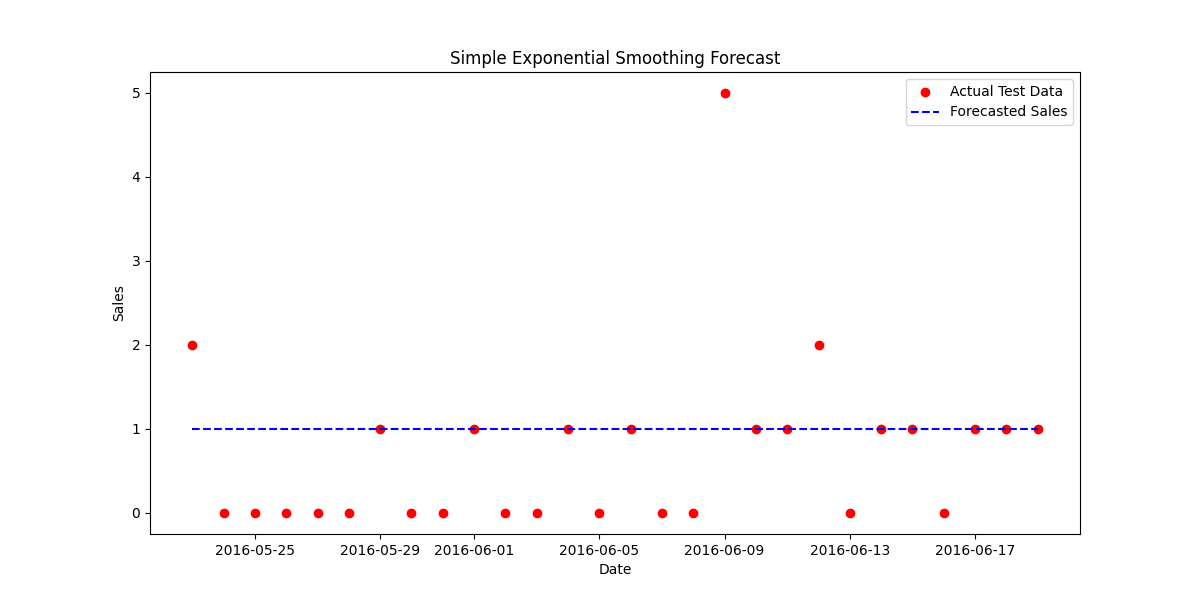 Simple Exponential Smoothing Forecast
Actual Test Data
Forecasted Sales
5
4
3
2
1
0
Sales
2016-05-25 2016-05-29 2016-06-01 2016-06-05 2016-06-09 2016-06-13 2016-06-17
Date